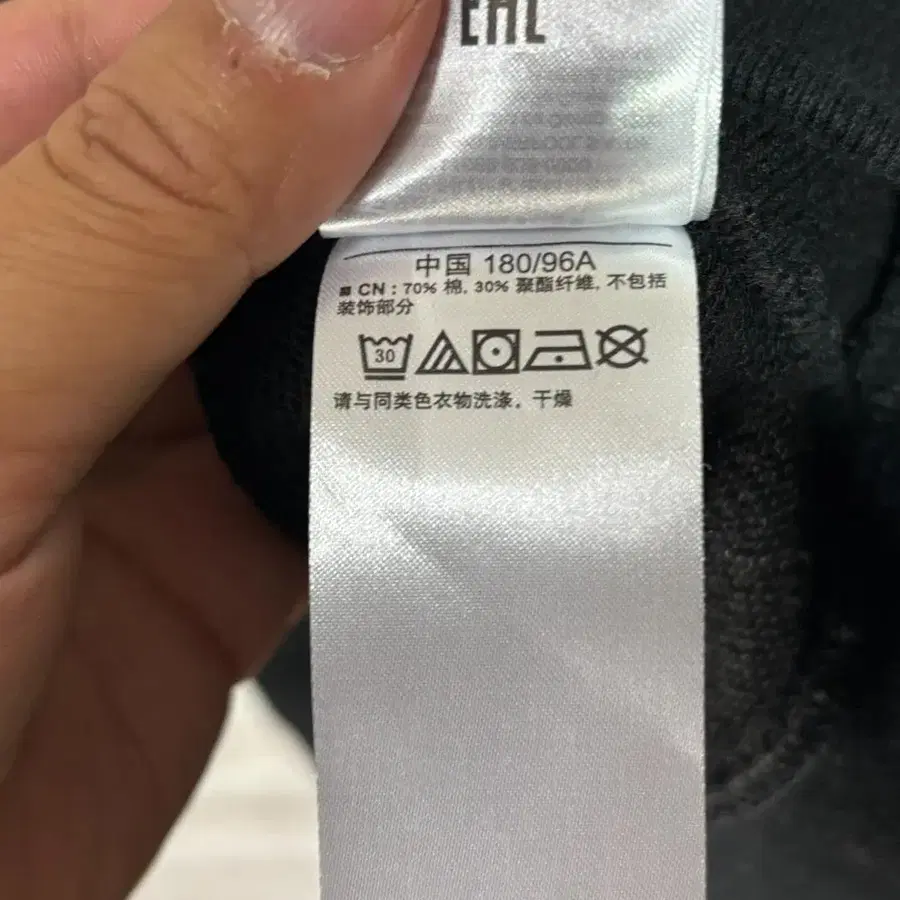 EAC
中国 180/96A
CN : 70% 棉, 30% 聚酯纤维, 不包括
装饰部分
30
请与同类色衣物洗涤, 干燥